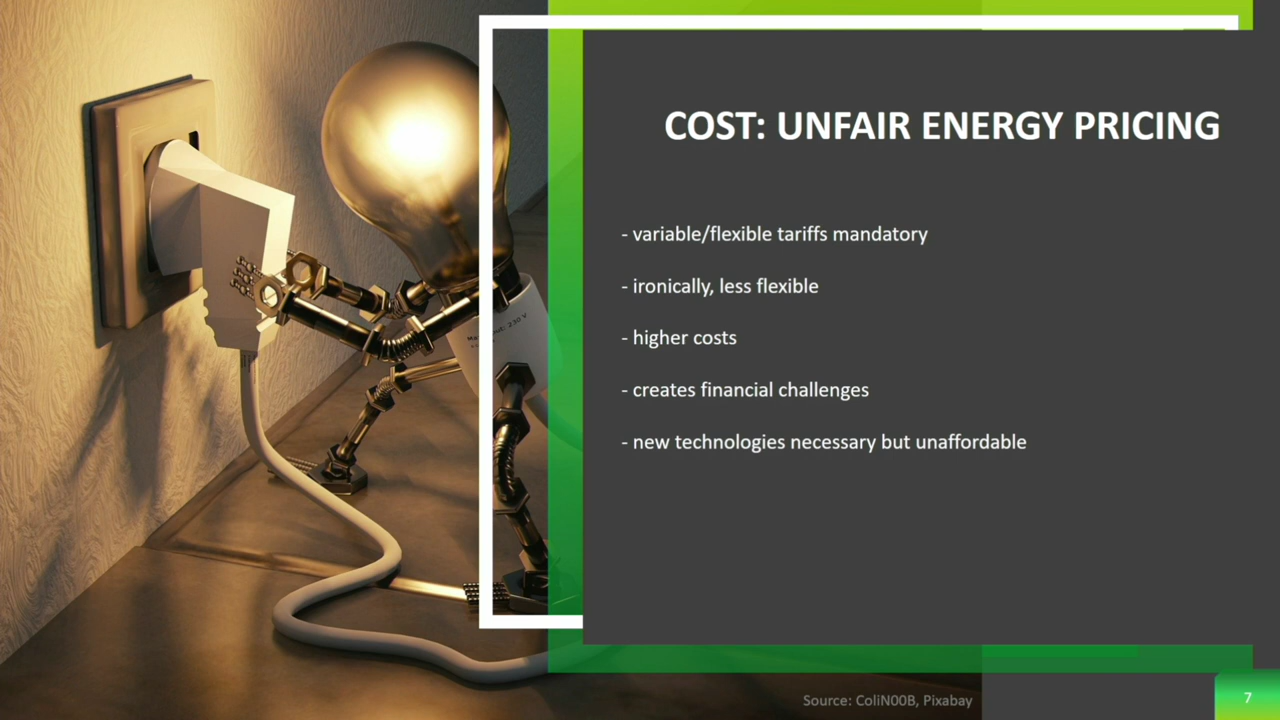 COST: UNFAIR ENERGY PRICING
- variable/flexible tariffs mandatory
- ironically, less flexible
- higher costs
- creates financial challenges
- new technologies necessary but unaffordable
Source: ColiN00B, Pixabay
7